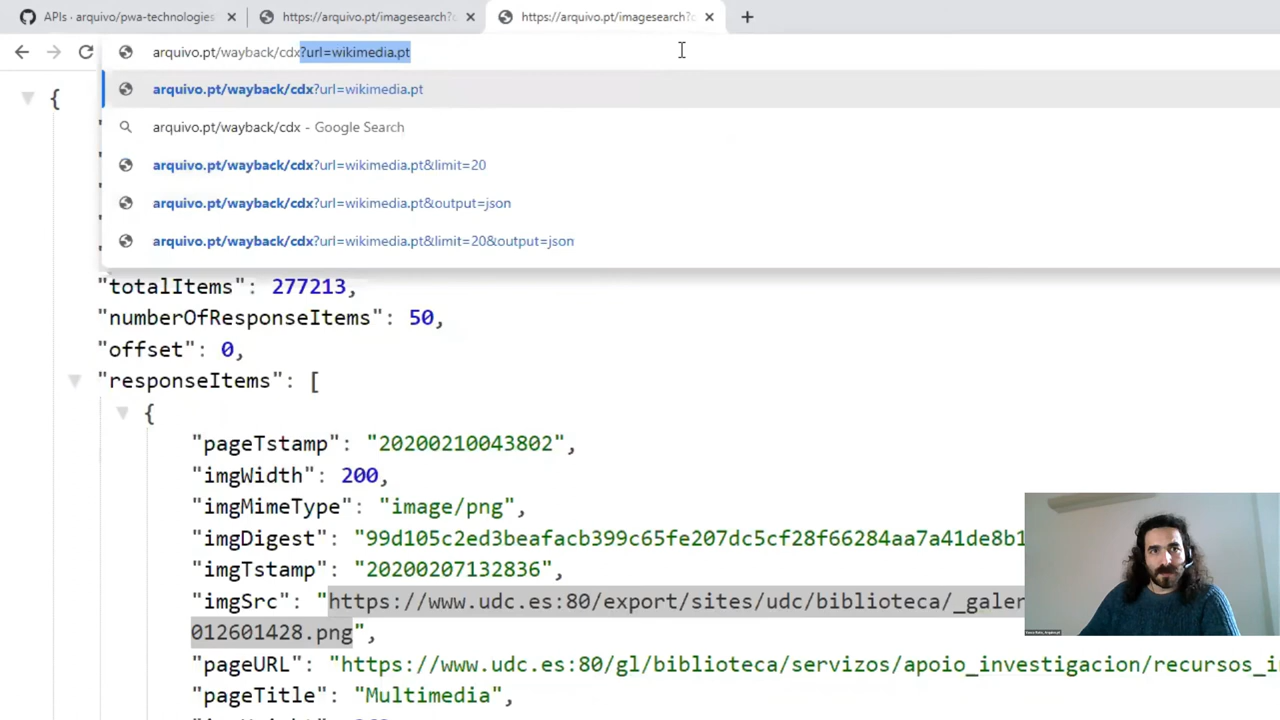 APIs · arquivo/pwa-technologies
https://arquivo.pt/imagesearch?
https://arquivo.pt/imagesearch?
arquivo.pt/wayback/cdx?url=wikimedia.pt
arquivo.pt/wayback/cdx?url=wikimedia.pt
arquivo.pt/wayback/cdx - Google Search
arquivo.pt/wayback/cdx?url=wikimedia.pt&limit=20
arquivo.pt/wayback/cdx?url=wikimedia.pt&output=json
arquivo.pt/wayback/cdx?url=wikimedia.pt&limit=20&output=json
{
"totalItems": 277213,
"numberOfResponseItems": 50,
"offset": 0,
"responseItems": [
{
"pageTstamp": "20200210043802",
"imgWidth": 200,
"imgMimeType": "image/png",
"imgDigest": "99d105c2ed3beafacb399c65fe207dc5cf28f66284aa7a41de8b1
"imgTstamp": "20200207132836",
"imgSrc": "https://www.udc.es:80/export/sites/udc/biblioteca/_galer
012601428.png",
"pageURL": "https://www.udc.es:80/gl/biblioteca/servizos/apoio_investigacion/recursos_i
"pageTitle": "Multimedia",